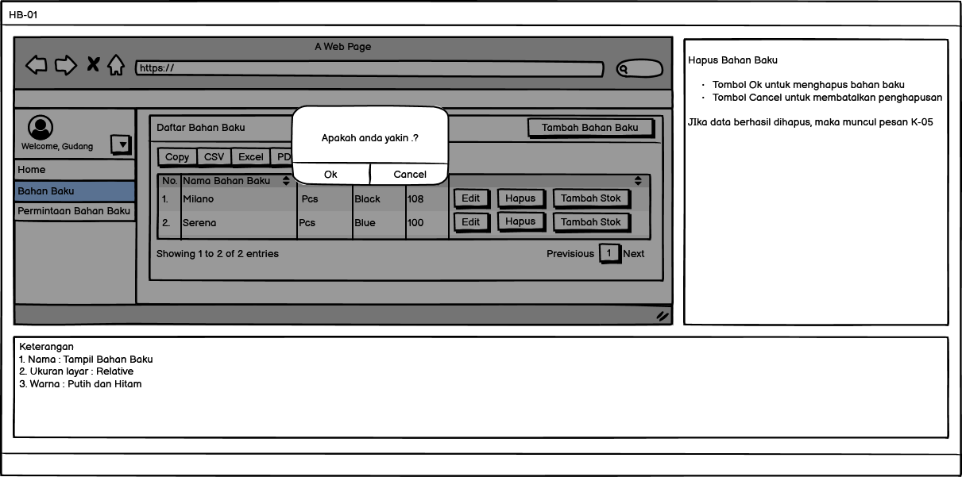 HB-01
A Web Page
https://
Welcome, Gudang
Home
Bahan Baku
Permintaan Bahan Baku
Daftar Bahan Baku
Tambah Bahan Baku
Copy CSV Excel PD
Apakah anda yakin .?
Ok Cancel
No. Nama Bahan Baku
1. Milano Pcs Black 108 Edit Hapus Tambah Stok
2. Serena Pcs Blue 100 Edit Hapus Tambah Stok
Showing 1 to 2 of 2 entries
Previsious 1 Next
Hapus Bahan Baku
· Tombol Ok untuk menghapus bahan baku
· Tombol Cancel untuk membatalkan penghapusan
JIka data berhasil dihapus, maka muncul pesan K-05
Keterangan
1. Nama : Tampil Bahan Baku
2. Ukuran layar : Relative
3. Warna : Putih dan Hitam